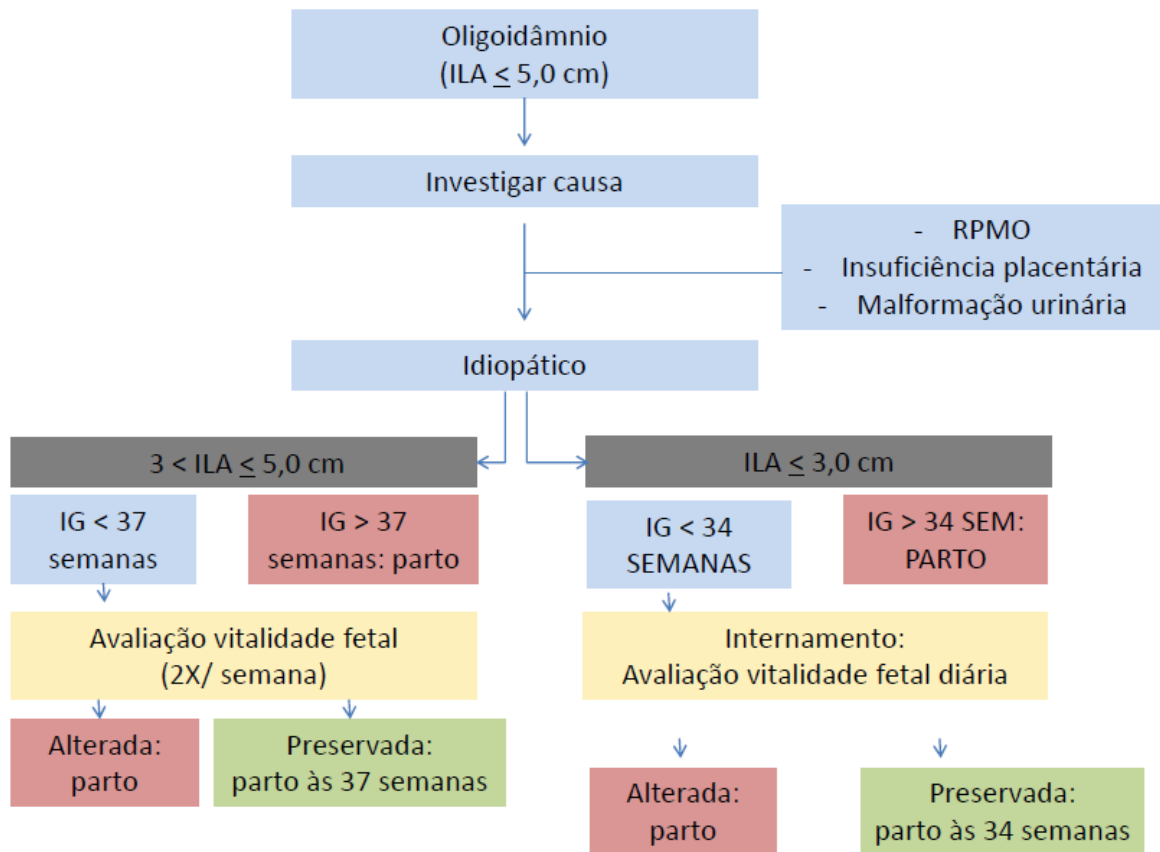 Oligoidâmnio
(ILA ≤ 5,0 cm)
Investigar causa
- RPMO
- Insuficiência placentária
- Malformação urinária
Idiopático
3 < ILA ≤ 5,0 cm
IG < 37
semanas
IG > 37
semanas: parto
Avaliação vitalidade fetal
(2X/ semana)
Alterada:
parto
Preservada:
parto às 37 semanas
ILA ≤ 3,0 cm
IG < 34
SEMANAS
IG > 34 SEM:
PARTO
Internamento:
Avaliação vitalidade fetal diária
Alterada:
parto
Preservada:
parto às 34 semanas